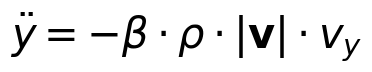 ÿ = −β · ρ · |v| · v_y